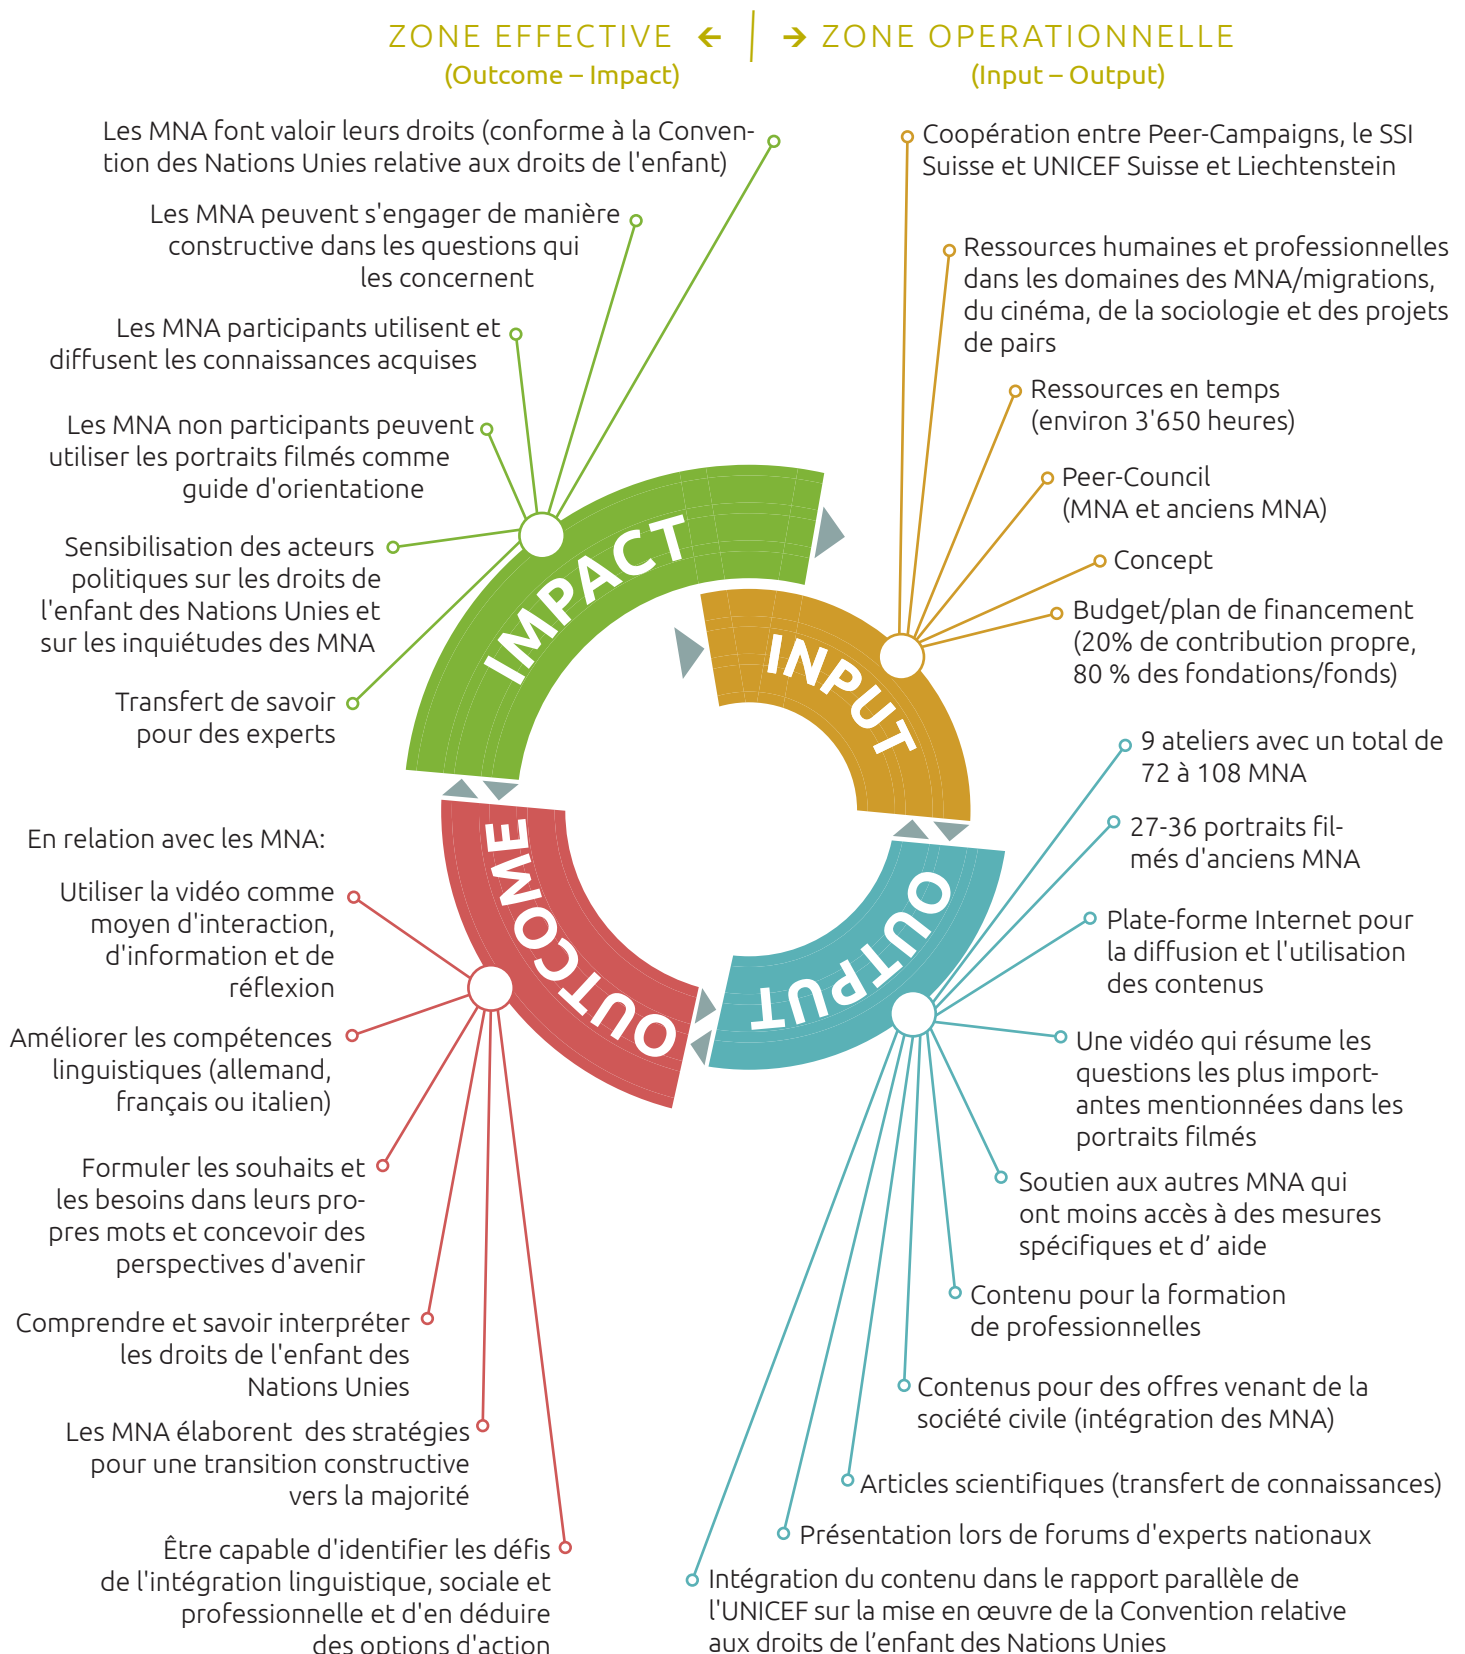 ZONE EFFECTIVE ← | → ZONE OPERATIONNELLE
(Outcome – Impact)
(Input – Output)
Les MNA font valoir leurs droits (conforme à la Conven-
tion des Nations Unies relative aux droits de l'enfant)
Les MNA peuvent s'engager de manière
constructive dans les questions qui
les concernent
Les MNA participants utilisent et
diffusent les connaissances acquises
Les MNA non participants peuvent
utiliser les portraits filmés comme
guide d'orientatione
Sensibilisation des acteurs
politiques sur les droits de
l'enfant des Nations Unies et
sur les inquiétudes des MNA
Transfert de savoir
pour des experts
IMPACT
Coopération entre Peer-Campaigns, le SSI
Suisse et UNICEF Suisse et Liechtenstein
Ressources humaines et professionnelles
dans les domaines des MNA/migrations,
du cinéma, de la sociologie et des projets
de pairs
Ressources en temps
(environ 3'650 heures)
Peer-Council
(MNA et anciens MNA)
Concept
Budget/plan de financement
(20% de contribution propre,
80 % des fondations/fonds)
INPUT
9 ateliers avec un total de
72 à 108 MNA
27-36 portraits fil-
més d'anciens MNA
Plate-forme Internet pour
la diffusion et l'utilisation
des contenus
Une vidéo qui résume les
questions les plus import-
antes mentionnées dans les
portraits filmés
Soutien aux autres MNA qui
ont moins accès à des mesures
spécifiques et d’ aide
Contenu pour la formation
de professionnelles
Contenus pour des offres venant de la
société civile (intégration des MNA)
Articles scientifiques (transfert de connaissances)
Présentation lors de forums d'experts nationaux
Intégration du contenu dans le rapport parallèle de
l'UNICEF sur la mise en œuvre de la Convention relative
aux droits de l’enfant des Nations Unies
OUTPUT
OUTCOME
En relation avec les MNA:
Utiliser la vidéo comme
moyen d'interaction,
d'information et de
réflexion
Améliorer les compétences
linguistiques (allemand,
français ou italien)
Formuler les souhaits et
les besoins dans leurs pro-
pres mots et concevoir des
perspectives d'avenir
Comprendre et savoir interpréter
les droits de l'enfant des
Nations Unies
Les MNA élaborent des stratégies
pour une transition constructive
vers la majorité
Être capable d'identifier les défis
de l'intégration linguistique, sociale et
professionnelle et d'en déduire
des options d'action